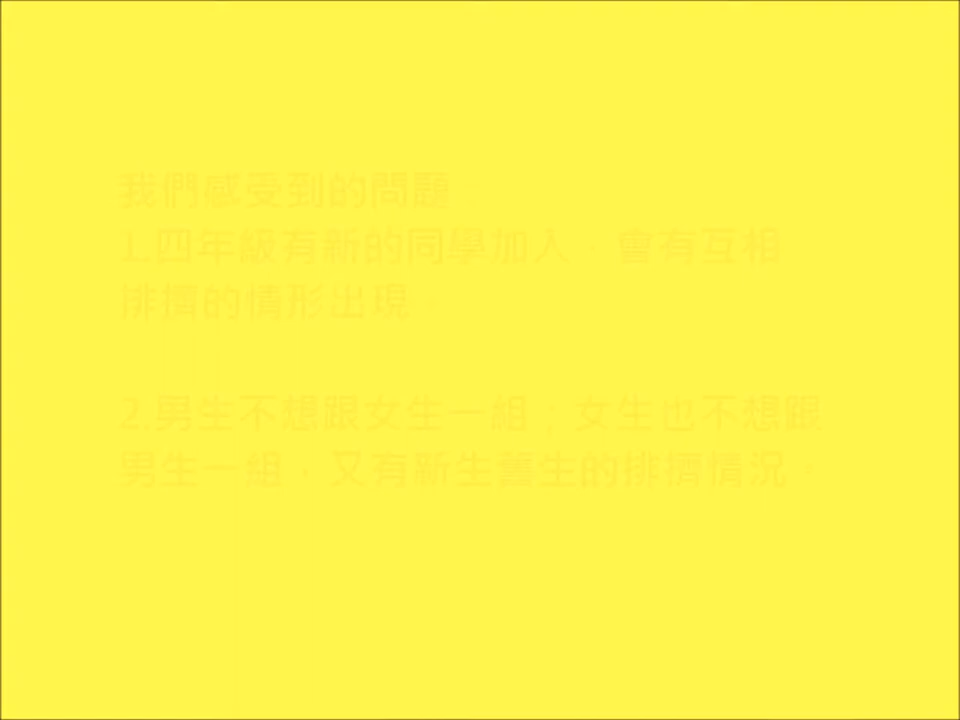 我們感受到的問題：
1.四年級有新的同學加入，會有互相
排擠的情形出現。
2.男生不想跟女生一組；女生也不想跟
男生一組，又有新生舊生的排擠情況。